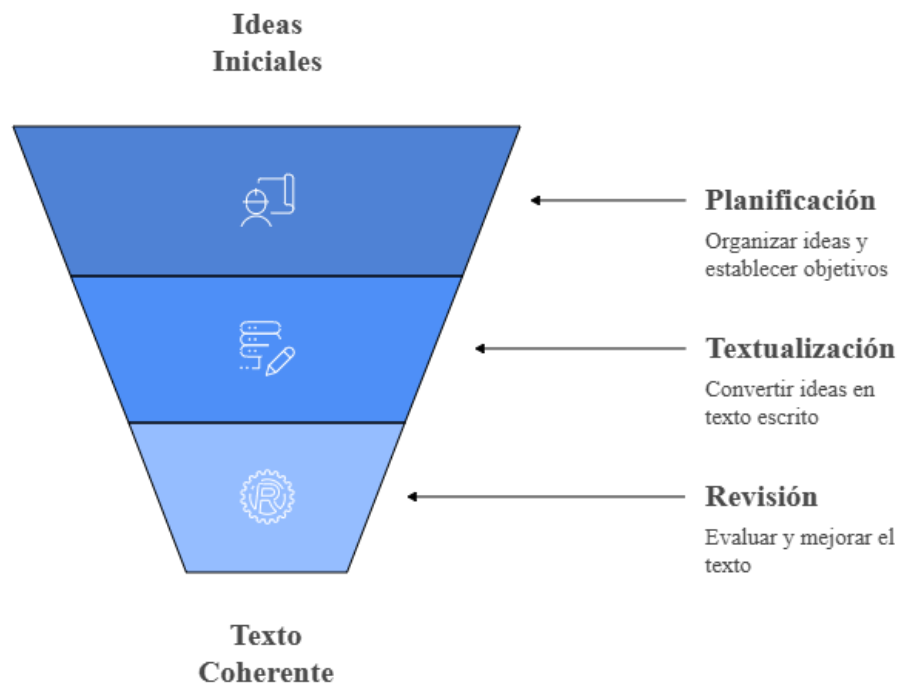 Ideas
Iniciales
Planificación
Organizar ideas y
establecer objetivos
Textualización
Convertir ideas en
texto escrito
R
Revisión
Evaluar y mejorar el
texto
Texto
Coherente